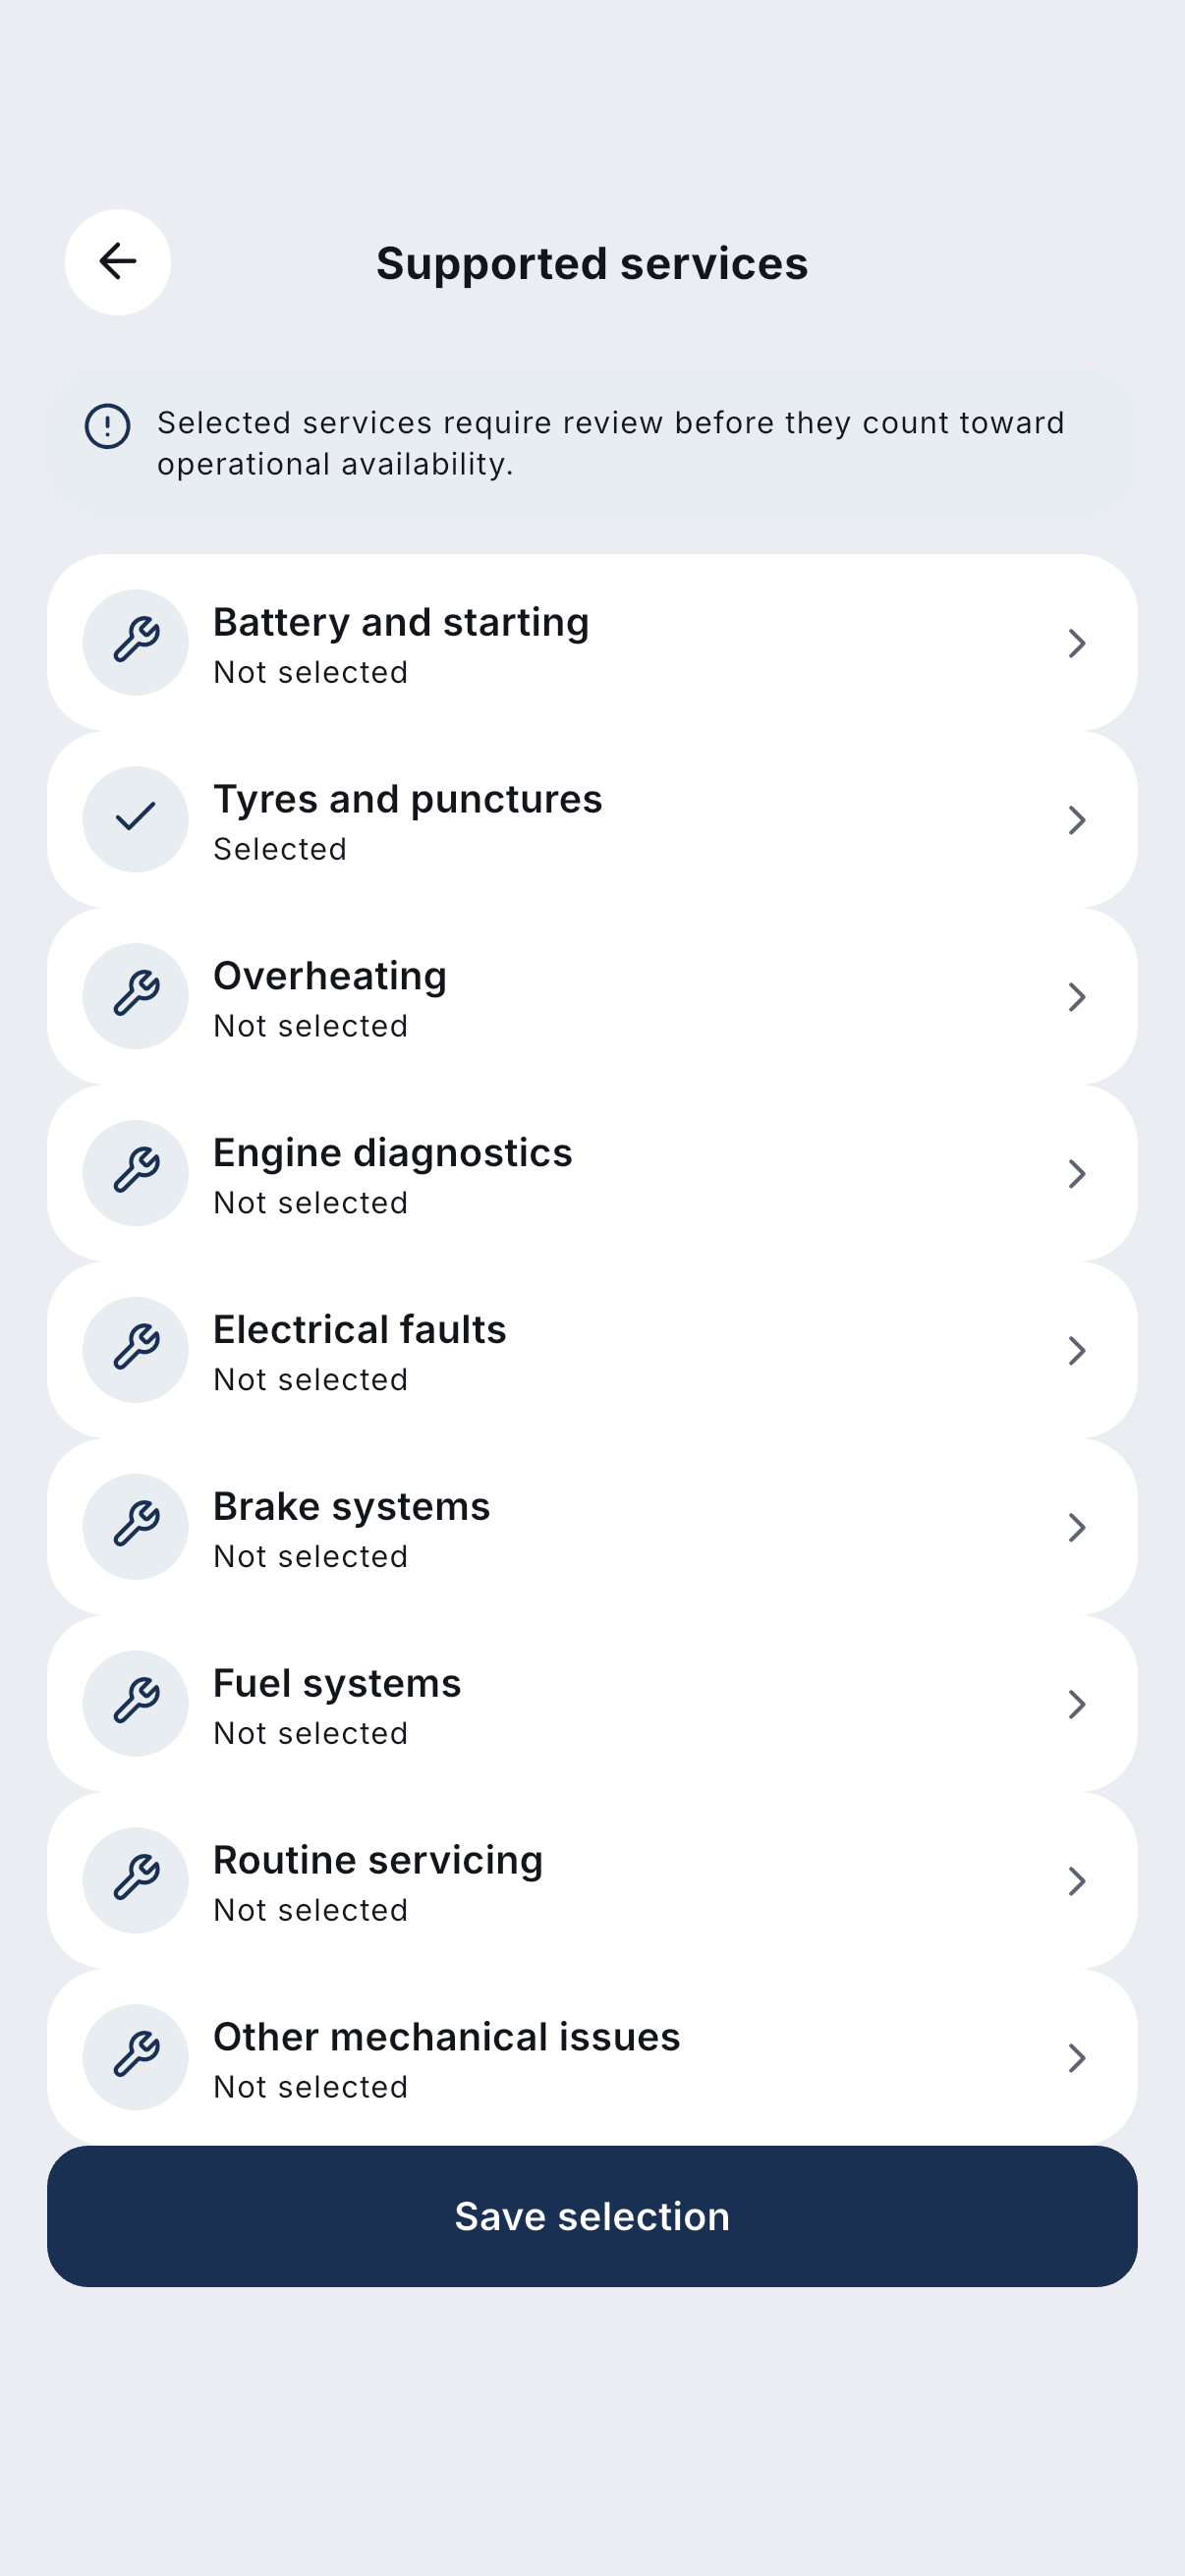 Supported services
Selected services require review before they count toward
operational availability.
Battery and starting
Not selected
Tyres and punctures
Selected
Overheating
Not selected
Engine diagnostics
Not selected
Electrical faults
Not selected
Brake systems
Not selected
Fuel systems
Not selected
Routine servicing
Not selected
Other mechanical issues
Not selected
Save selection